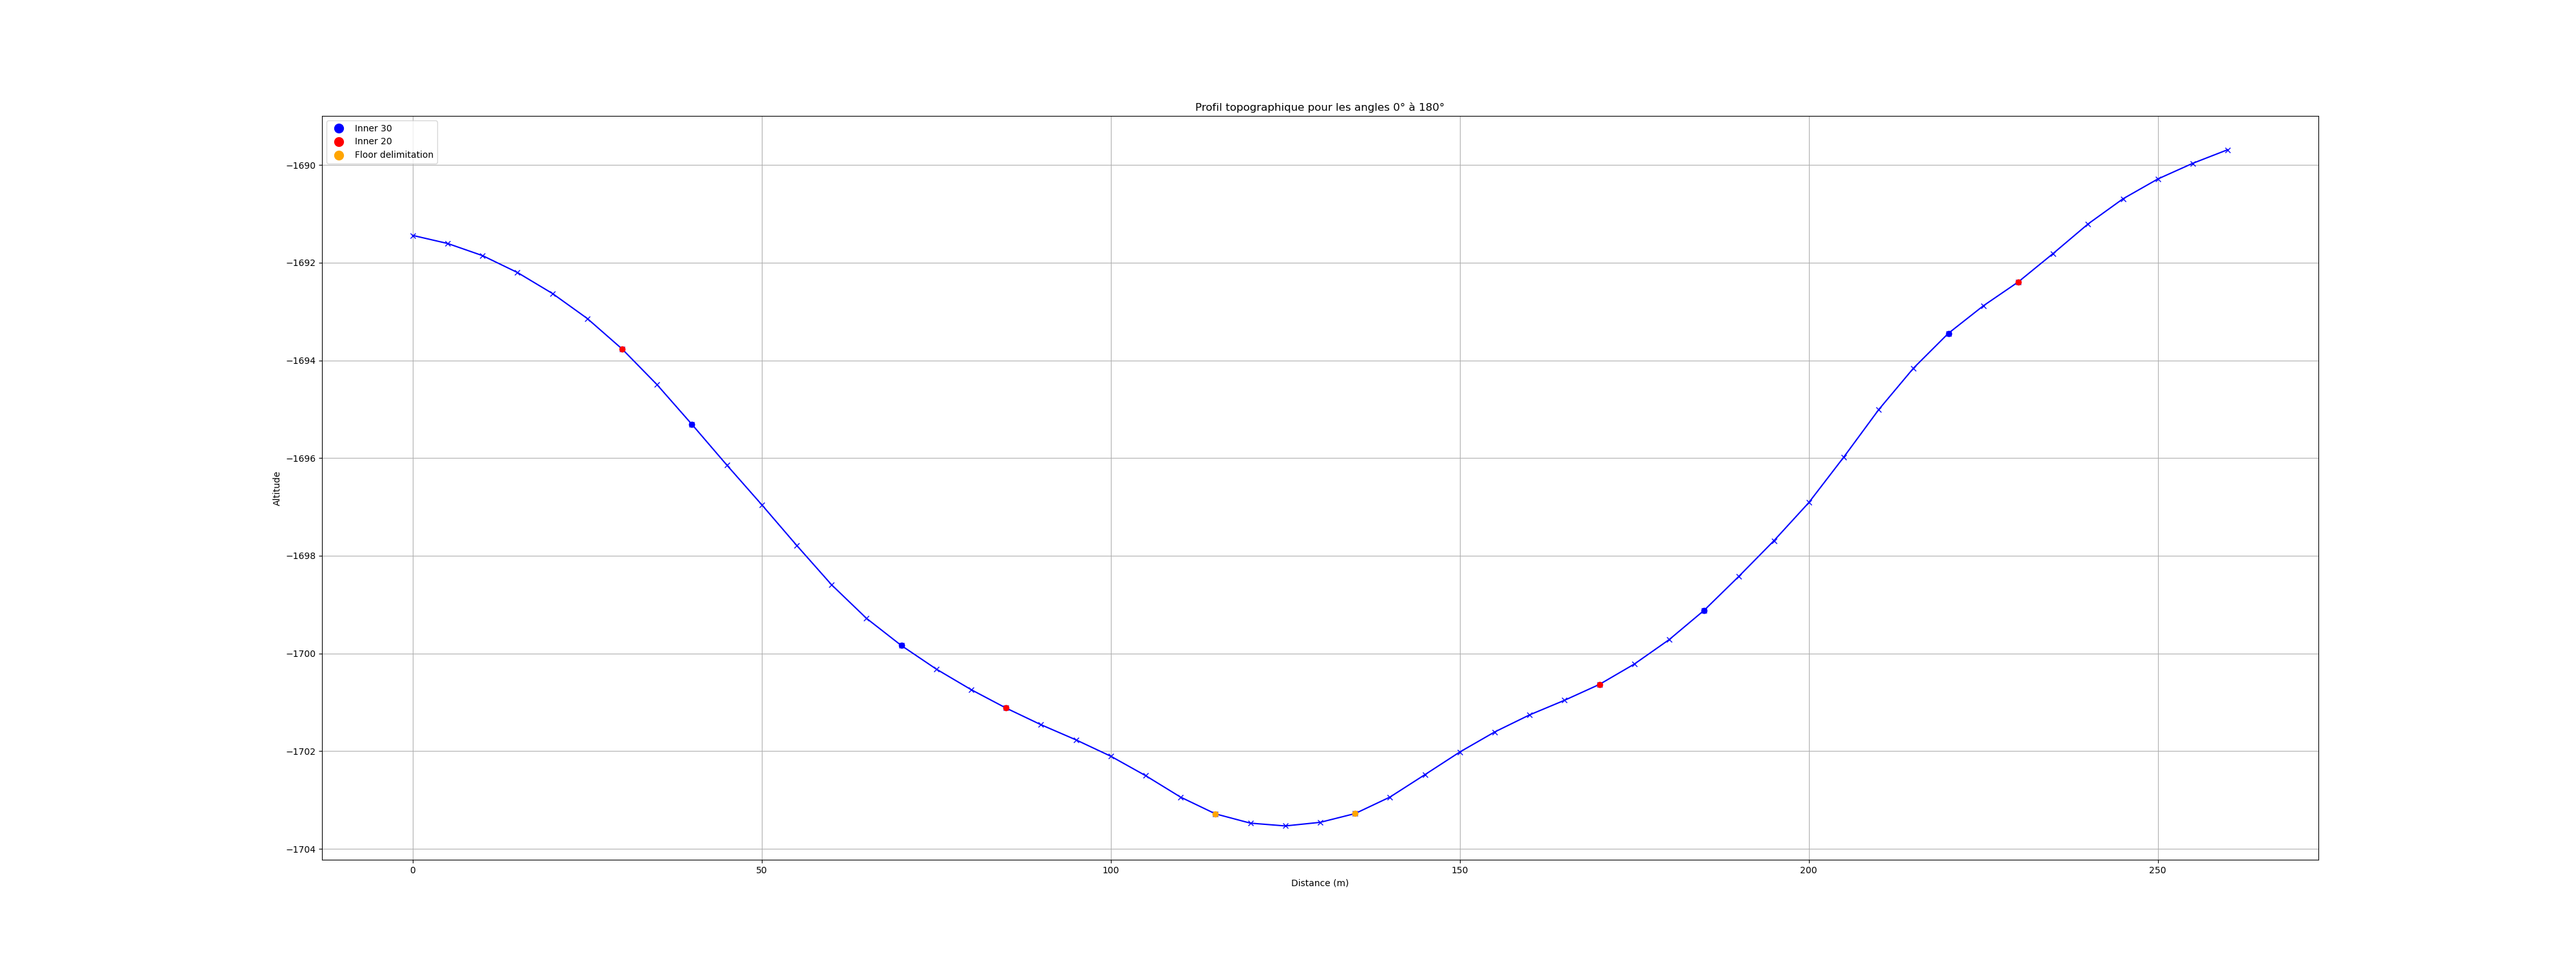 Profil topographique pour les angles 0° à 180°
Inner 30
Inner 20
Floor delimitation
−1690
−1692
−1694
−1696
−1698
−1700
−1702
−1704
Altitude
0
50
100
150
200
250
Distance (m)